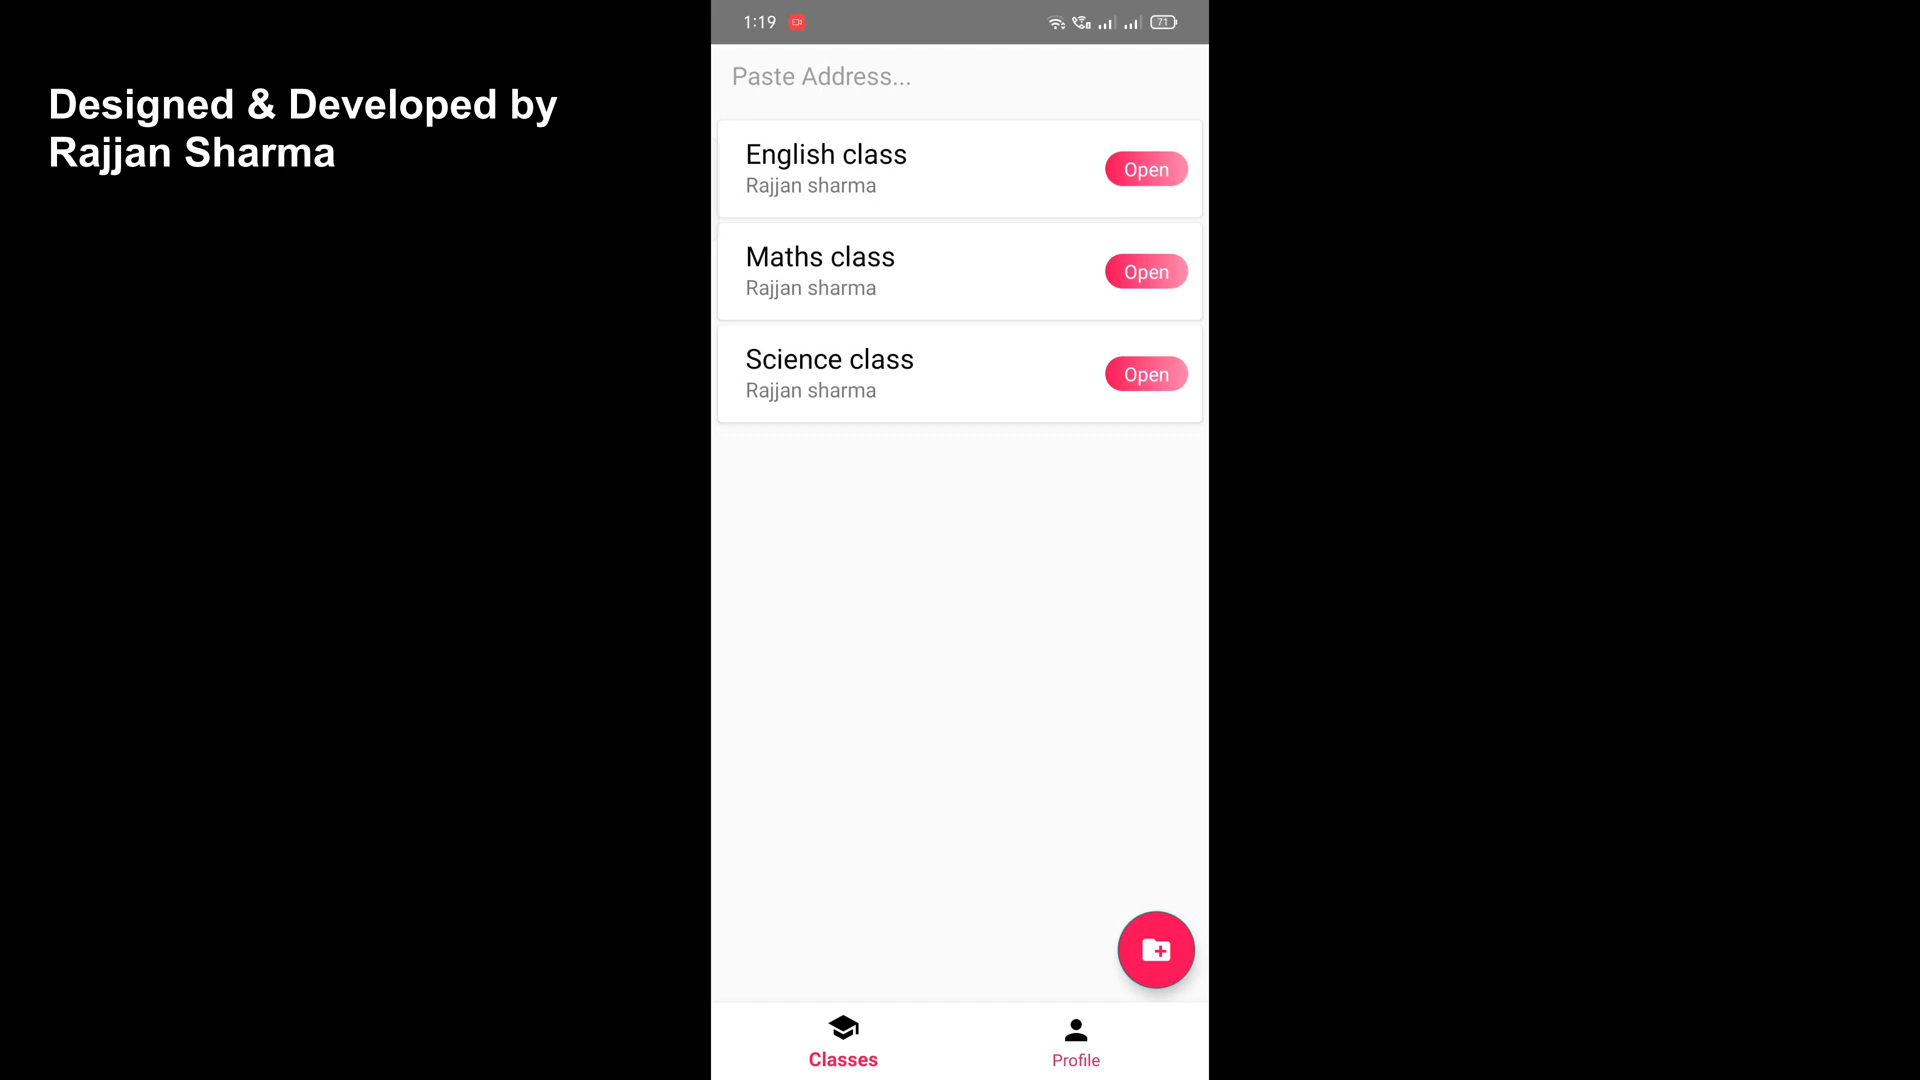 Designed & Developed by
Rajjan Sharma
1:19
71
Paste Address...
English class
Rajjan sharma
Open
Maths class
Rajjan sharma
Open
Science class
Rajjan sharma
Open
Classes
Profile